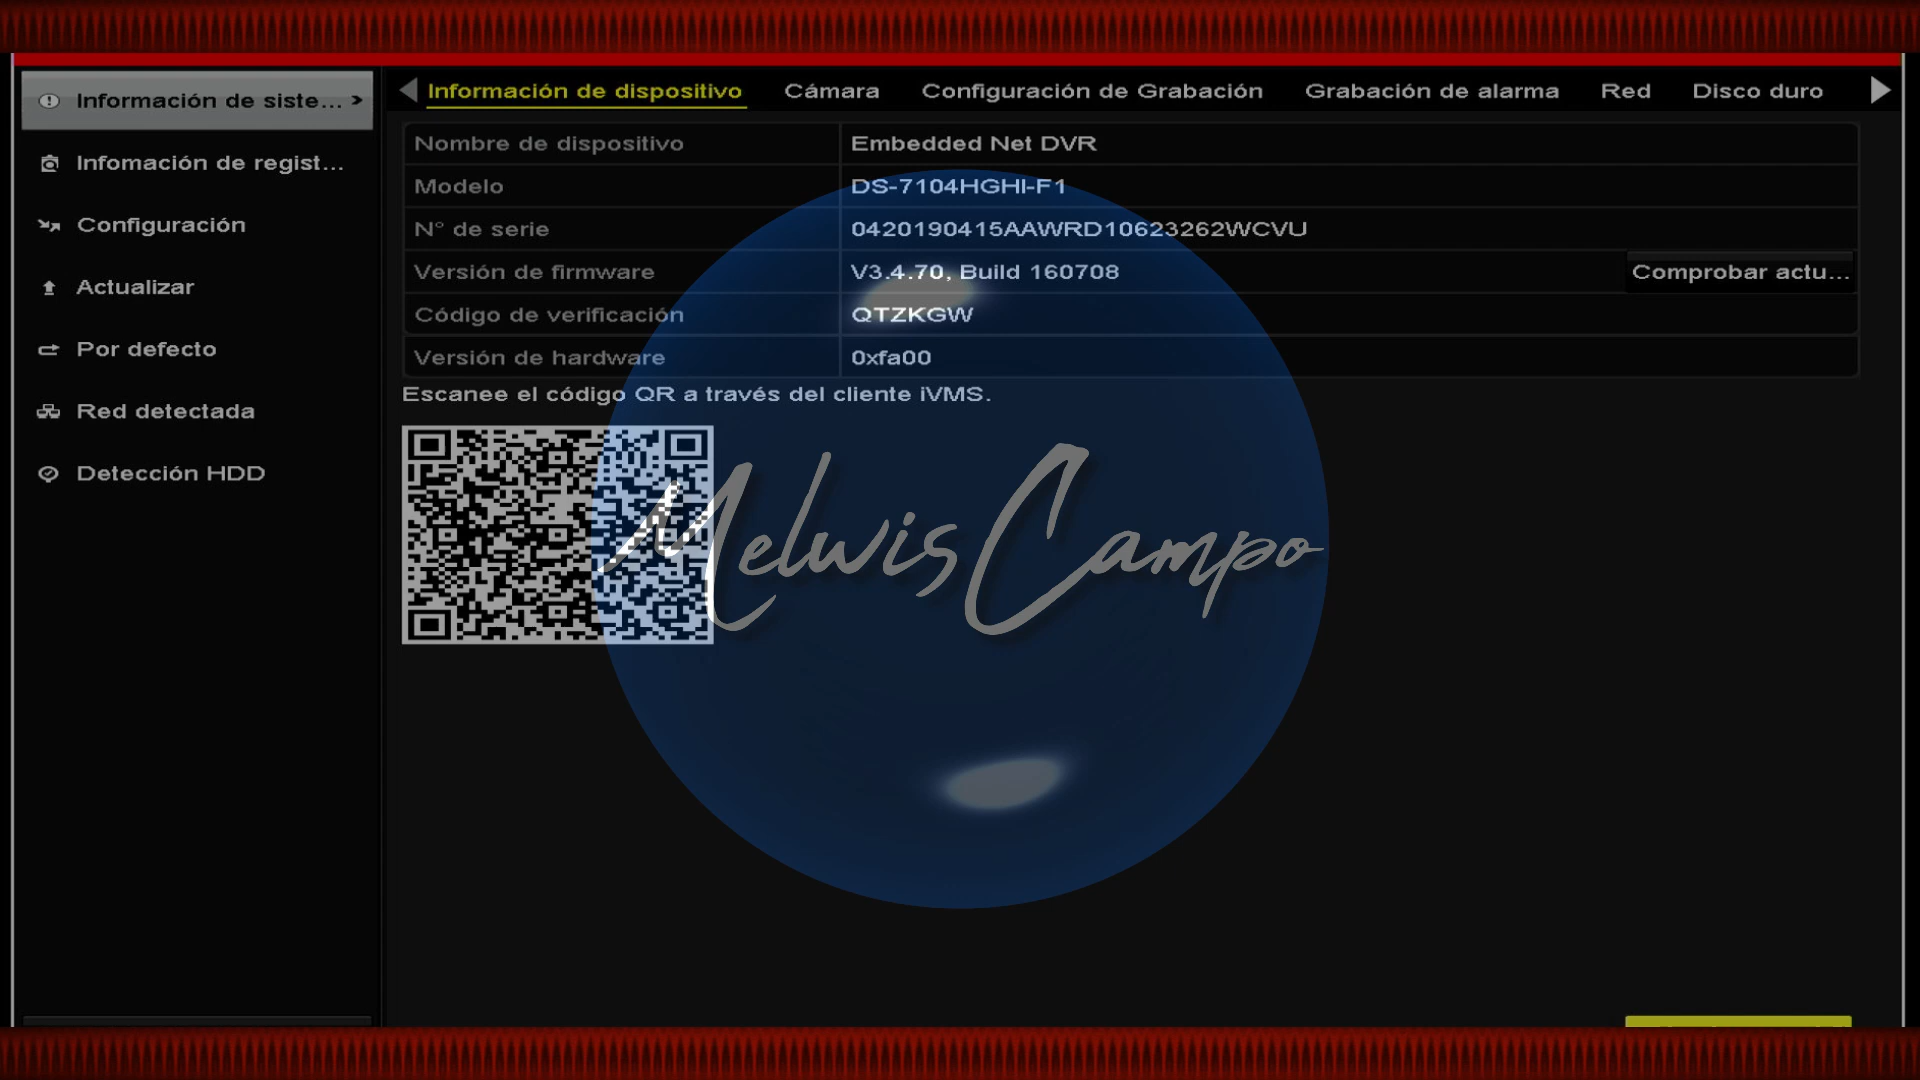 Información de siste... >
Infomación de regist...
Configuración
Actualizar
Por defecto
Red detectada
Detección HDD
Información de dispositivo Cámara Configuración de Grabación Grabación de alarma Red Disco duro
Nombre de dispositivo Embedded Net DVR
Modelo DS-7104HGHI-F1
N° de serie 0420190415AAWRD10623262WCVU
Versión de firmware V3.4.70, Build 160708 Comprobar actu...
Código de verificación QTZKGW
Versión de hardware 0xfa00
Escanee el código QR a través del cliente iVMS.
Melwis Campo